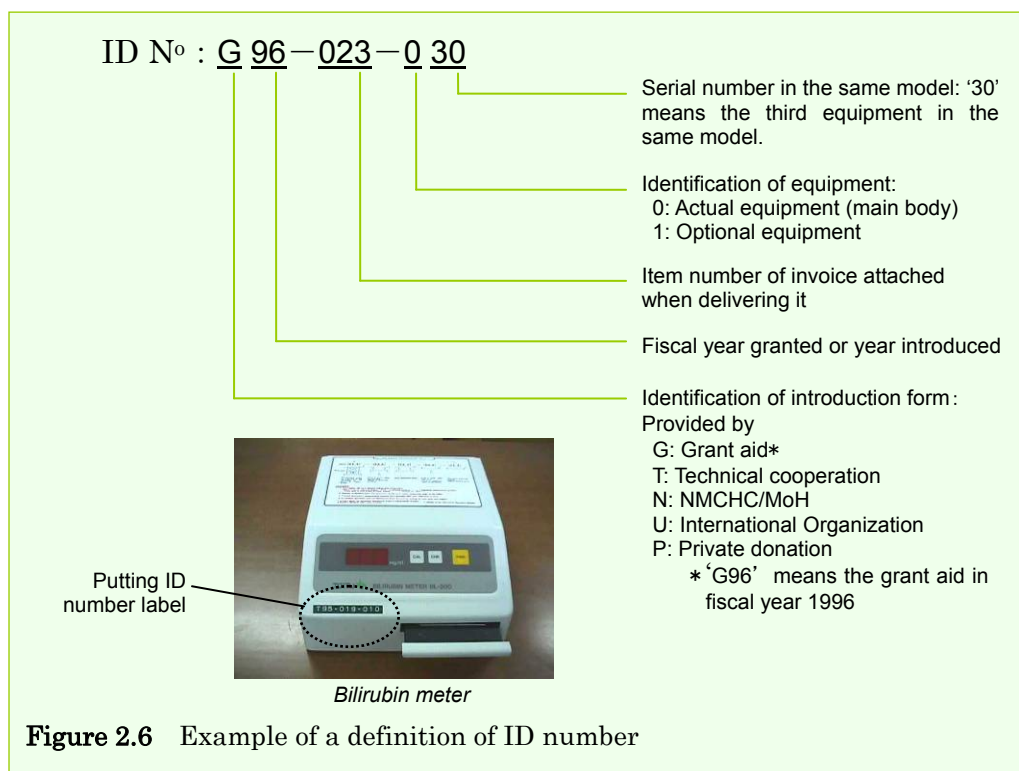 ID Nº : G 96－023－0 30
Serial number in the same model: ‘30’
means the third equipment in the
same model.
Identification of equipment:
0: Actual equipment (main body)
1: Optional equipment
Item number of invoice attached
when delivering it
Fiscal year granted or year introduced
Identification of introduction form：
Provided by
G: Grant aid*
T: Technical cooperation
N: NMCHC/MoH
U: International Organization
P: Private donation
*‘G96’ means the grant aid in
fiscal year 1996
Putting ID
number label
BILIRUBIN METER
Bilirubin meter
Figure 2.6 Example of a definition of ID number